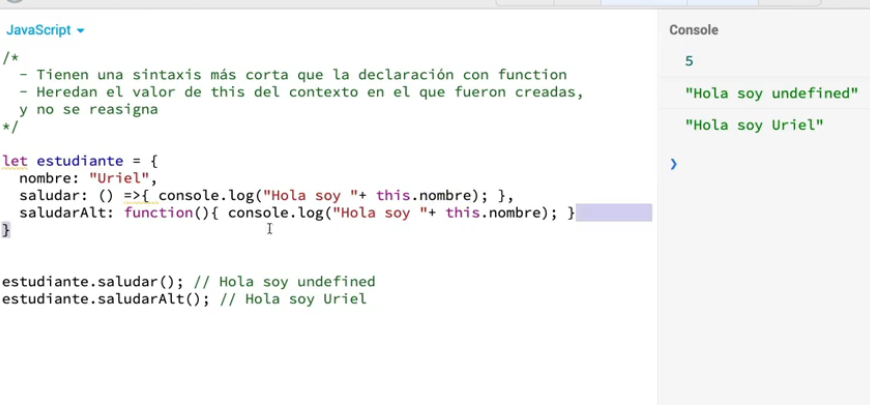 JavaScript
Console
/*
- Tienen una sintaxis más corta que la declaración con function
- Heredan el valor de this del contexto en el que fueron creadas,
y no se reasigna
*/
let estudiante = {
nombre: "Uriel",
saludar: () =>{ console.log("Hola soy "+ this.nombre); },
saludarAlt: function(){ console.log("Hola soy "+ this.nombre); }
}
estudiante.saludar(); // Hola soy undefined
estudiante.saludarAlt(); // Hola soy Uriel
5
"Hola soy undefined"
"Hola soy Uriel"
❯